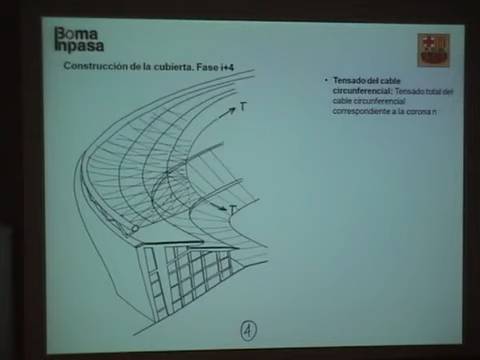 Boma
Inpasa
Construcción de la cubierta. Fase i+4
• Tensado del cable
circunferencial: Tensado total del
cable circunferencial
correspondiente a la corona n
T
T
4